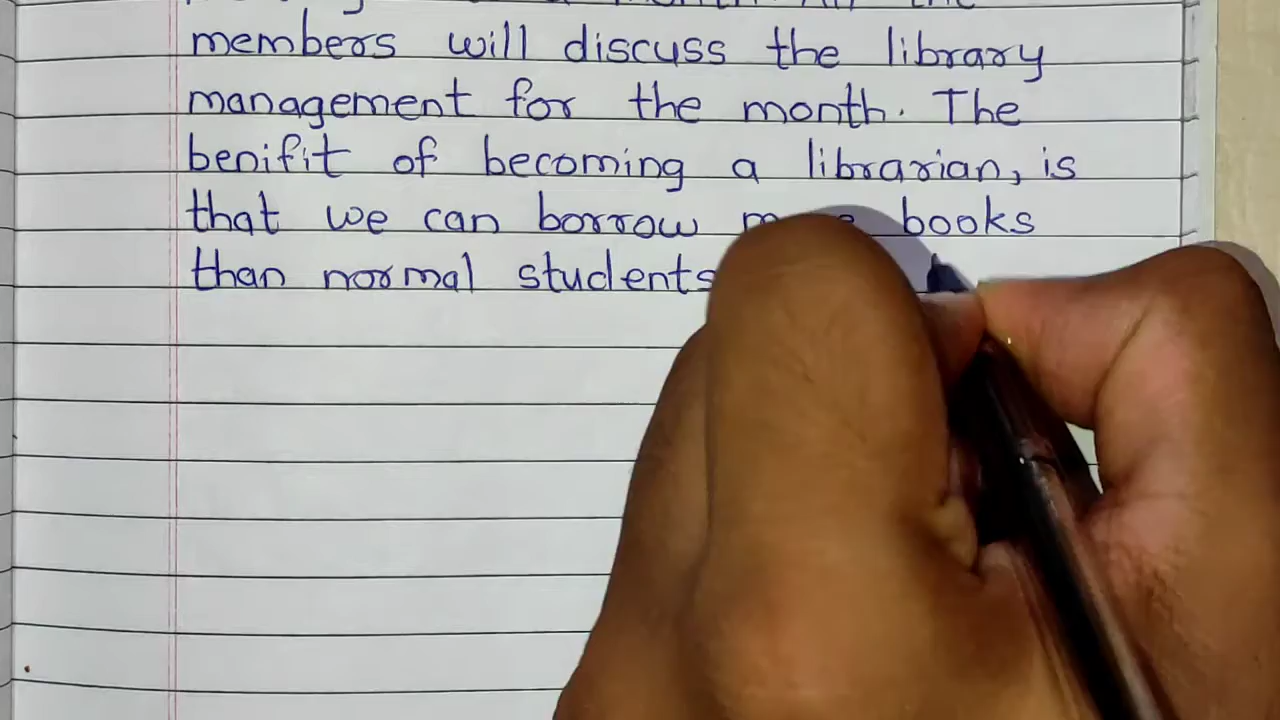 members will discuss the library
management for the month. The
benifit of becoming a librarian, is
that we can borrow books
than normal students